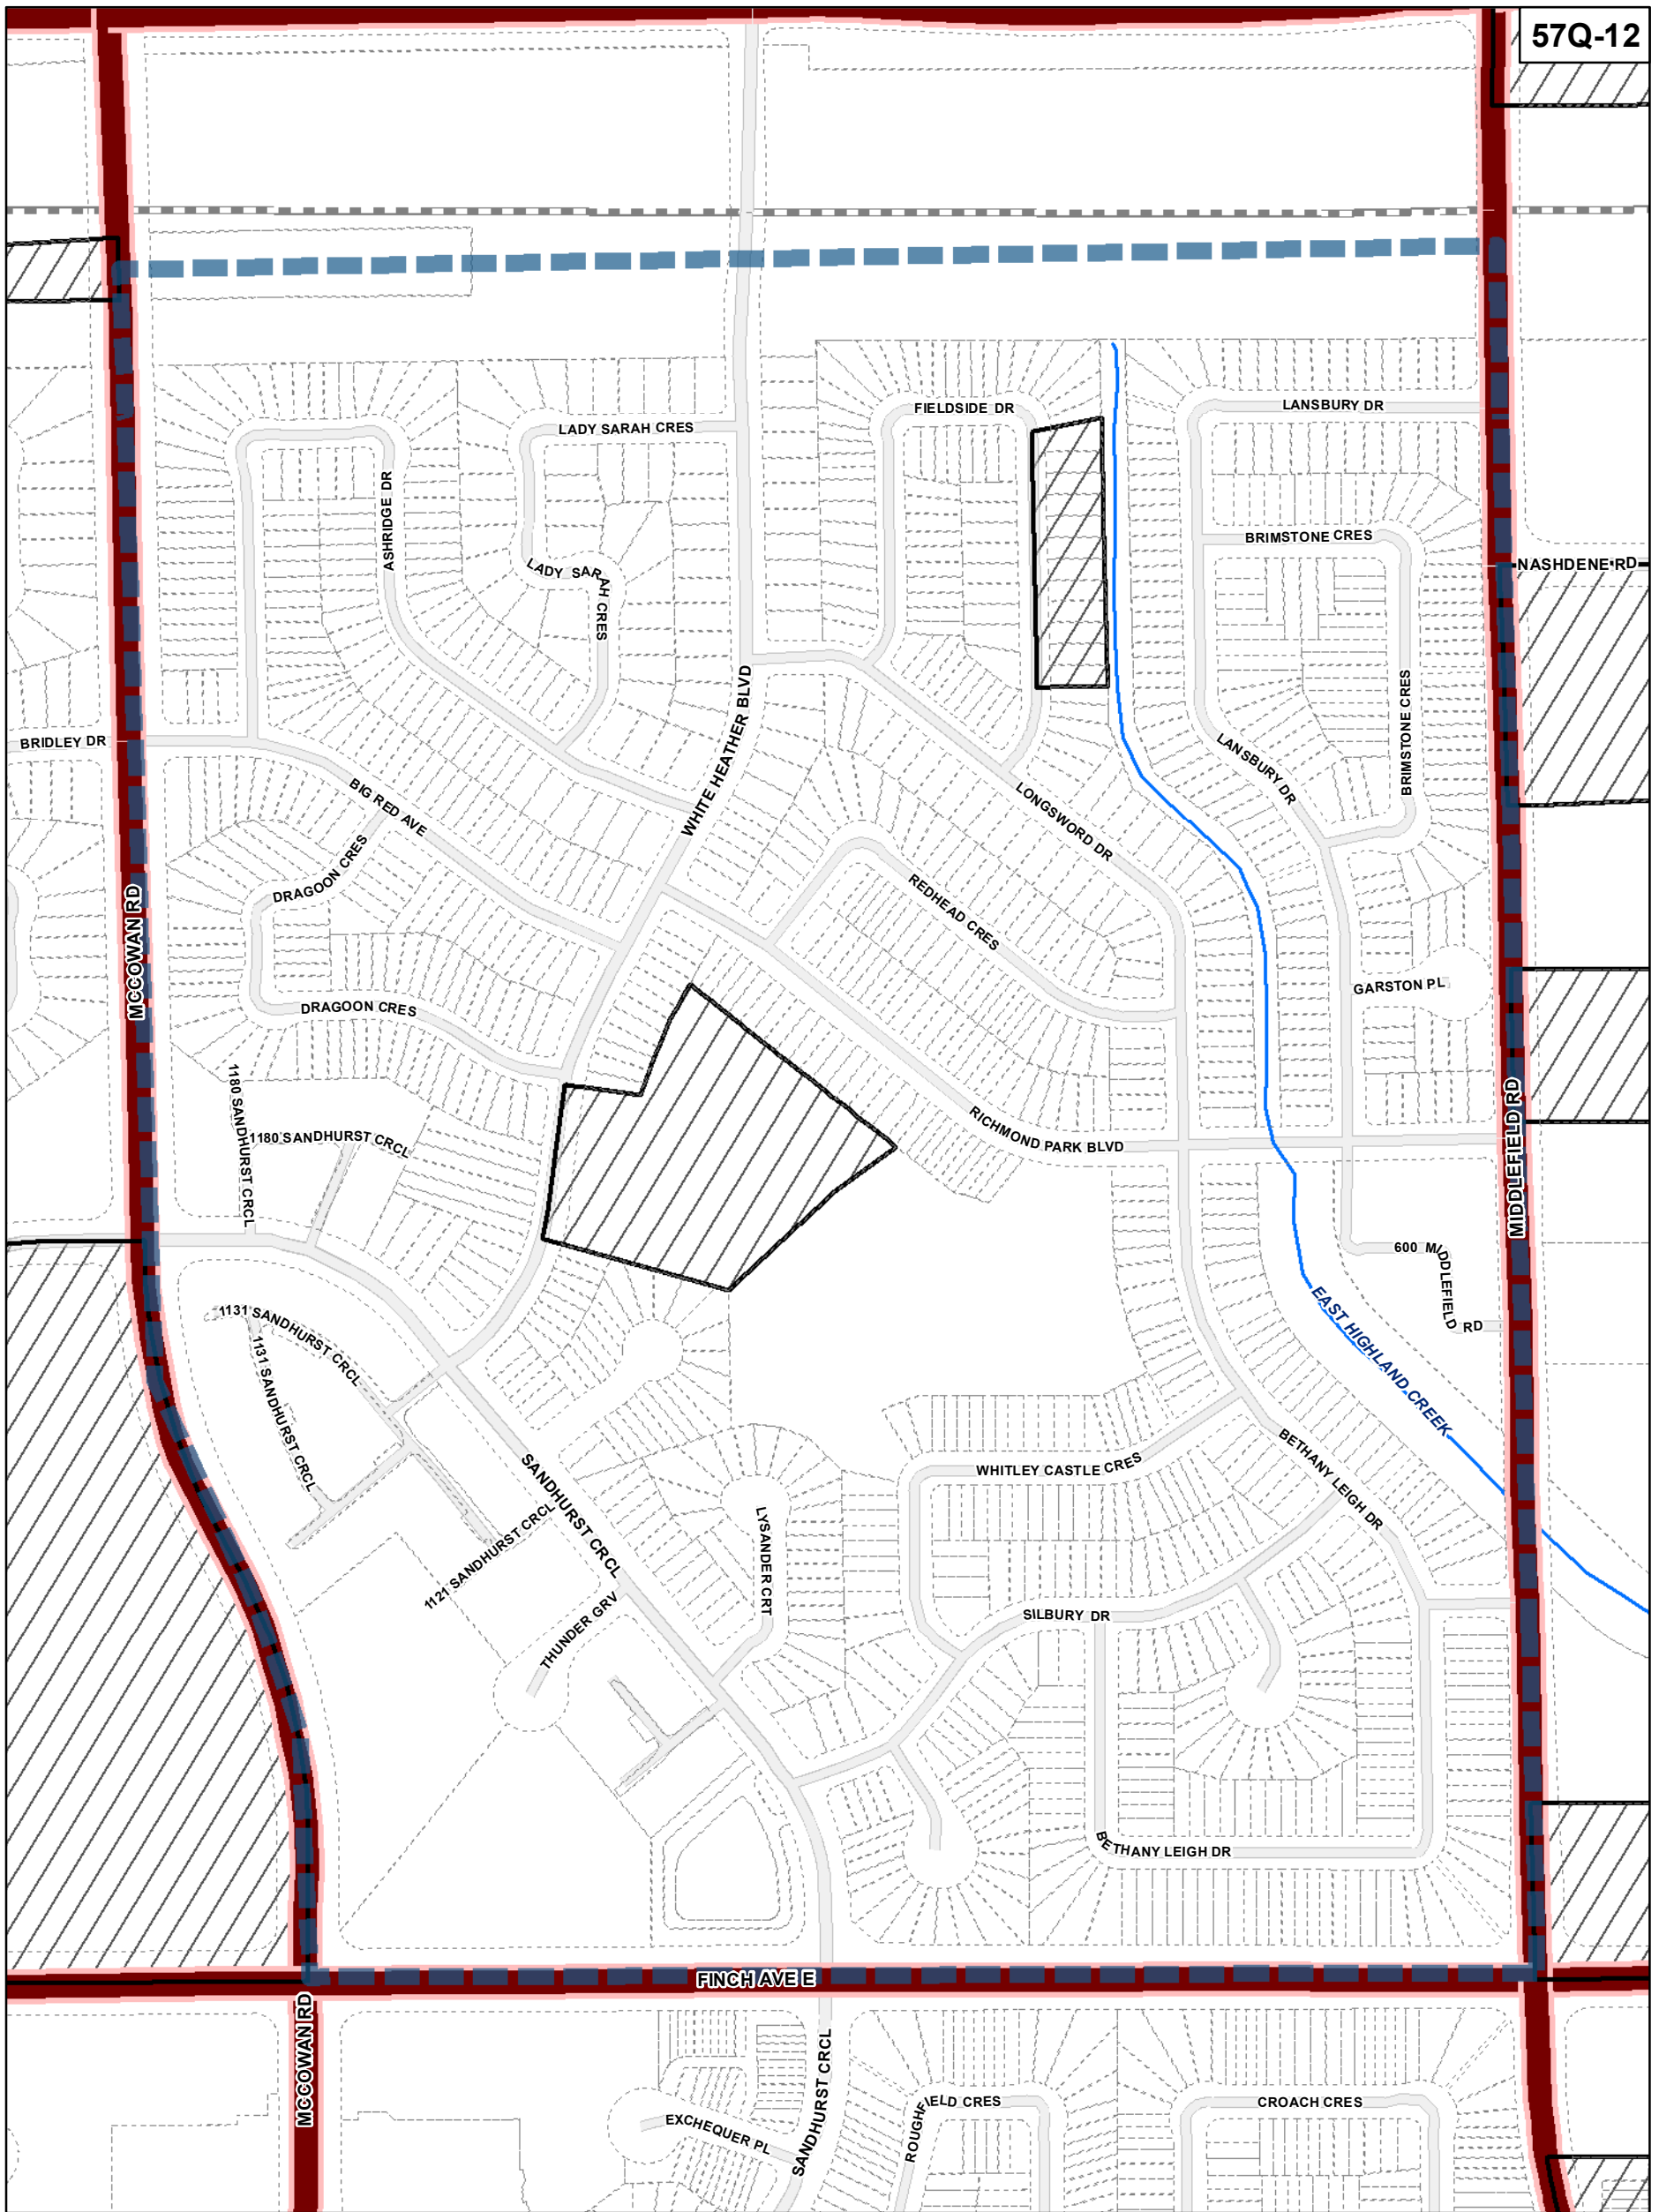 57Q-12
FIELDSIDE DR
LANSBURY DR
LADY SARAH CRES
ASHRIDGE DR
BRIMSTONE CRES
NASHDENE RD
LADY SARAH CRES
BRIMSTONE CRES
WHITE HEATHER BLVD
BRIDLEY DR
LANSBURY DR
BIG RED AVE
LONGSWORD DR
DRAGOON CRES
REDHEAD CRES
MCCOWAN RD
GARSTON PL
DRAGOON CRES
1180 SANDHURST CRCL
1180 SANDHURST CRCL
RICHMOND PARK BLVD
MIDDLEFIELD RD
600 MIDDLEFIELD RD
1131 SANDHURST CRCL
1131 SANDHURST CRCL
EAST HIGHLAND CREEK
SANDHURST CRCL
WHITLEY CASTLE CRES
BETHANY LEIGH DR
LYSANDER CRT
1121 SANDHURST CRCL
THUNDER GRV
SILBURY DR
BETHANY LEIGH DR
FINCH AVE E
MCCOWAN RD
SANDHURST CRCL
EXCHEQUER PL
ROUGHFIELD CRES
CROACH CRES